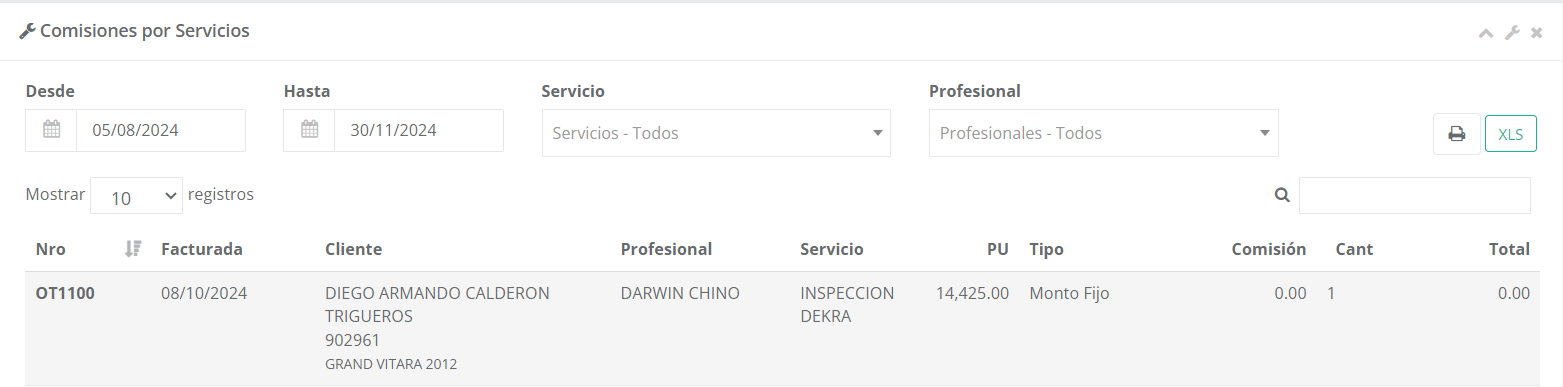 Comisiones por Servicios
Desde
Hasta
Servicio
Profesional
05/08/2024
30/11/2024
Servicios - Todos
Profesionales - Todos
XLS
Mostrar 10 registros
Nro Facturada Cliente Profesional Servicio PU Tipo Comisión Cant Total
OT1100 08/10/2024 DIEGO ARMANDO CALDERON DARWIN CHINO INSPECCION 14,425.00 Monto Fijo 0.00 1 0.00
TRIGUEROS DEKRA
902961
GRAND VITARA 2012